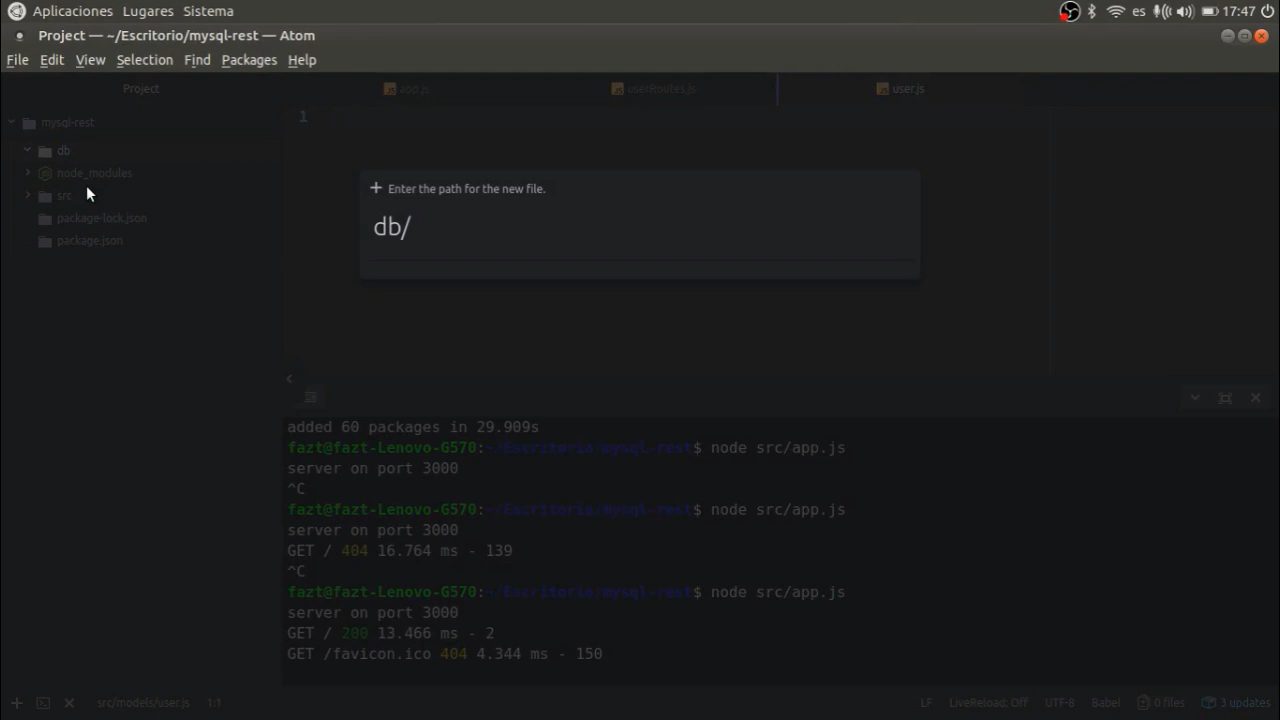 Aplicaciones Lugares Sistema
es 17:47
Project — ~/Escritorio/mysql-rest — Atom
File Edit View Selection Find Packages Help
Project
app.js
userRoutes.js
user.js
mysql-rest
1
db
node_modules
src
package-lock.json
package.json
Enter the path for the new file.
db/
added 60 packages in 29.909s
fazt@fazt-Lenovo-G570:~/Escritorio/mysql-rest$ node src/app.js
server on port 3000
^C
fazt@fazt-Lenovo-G570:~/Escritorio/mysql-rest$ node src/app.js
server on port 3000
GET / 404 16.764 ms - 139
^C
fazt@fazt-Lenovo-G570:~/Escritorio/mysql-rest$ node src/app.js
server on port 3000
GET / 200 13.466 ms - 2
GET /favicon.ico 404 4.344 ms - 150
src/models/user.js 1:1
LF LiveReload: Off UTF-8 Babel 0 files 3 updates